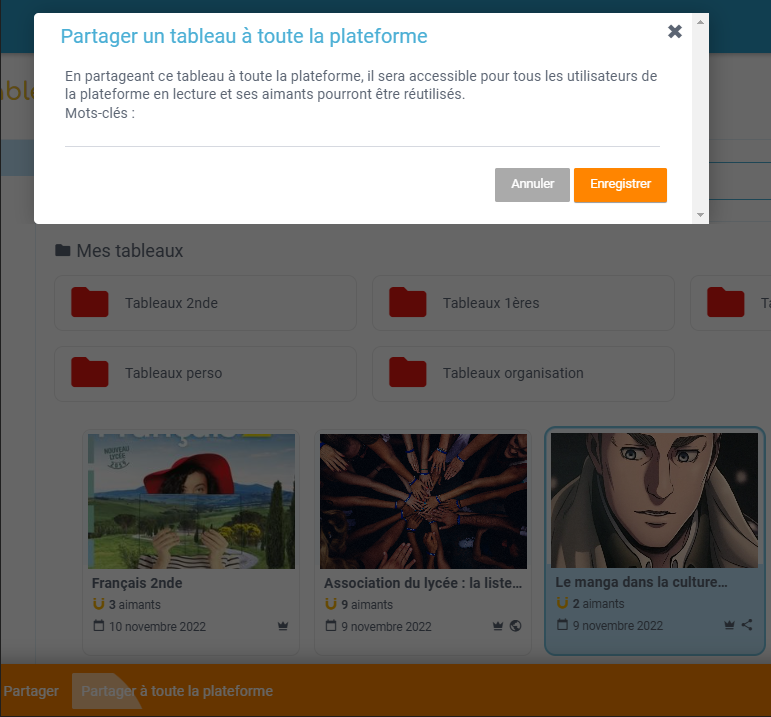 Partager un tableau à toute la plateforme
En partageant ce tableau à toute la plateforme, il sera accessible pour tous les utilisateurs de
la plateforme en lecture et ses aimants pourront être réutilisés.
Mots-clés :
Annuler Enregistrer
Mes tableaux
Tableaux 2nde Tableaux 1ères
Tableaux perso Tableaux organisation
NOUVEAU
LYCÉE
Français 2nde Association du lycée : la liste... Le manga dans la culture...
3 aimants 9 aimants 2 aimants
10 novembre 2022 9 novembre 2022 9 novembre 2022
Partager Partager à toute la plateforme